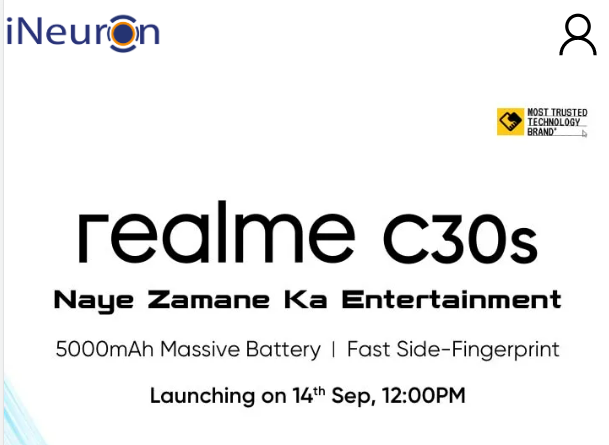 iNeuron
MOST TRUSTED
TECHNOLOGY
BRAND*
realme C30s
Naye Zamane Ka Entertainment
5000mAh Massive Battery | Fast Side-Fingerprint
Launching on 14th Sep, 12:00PM